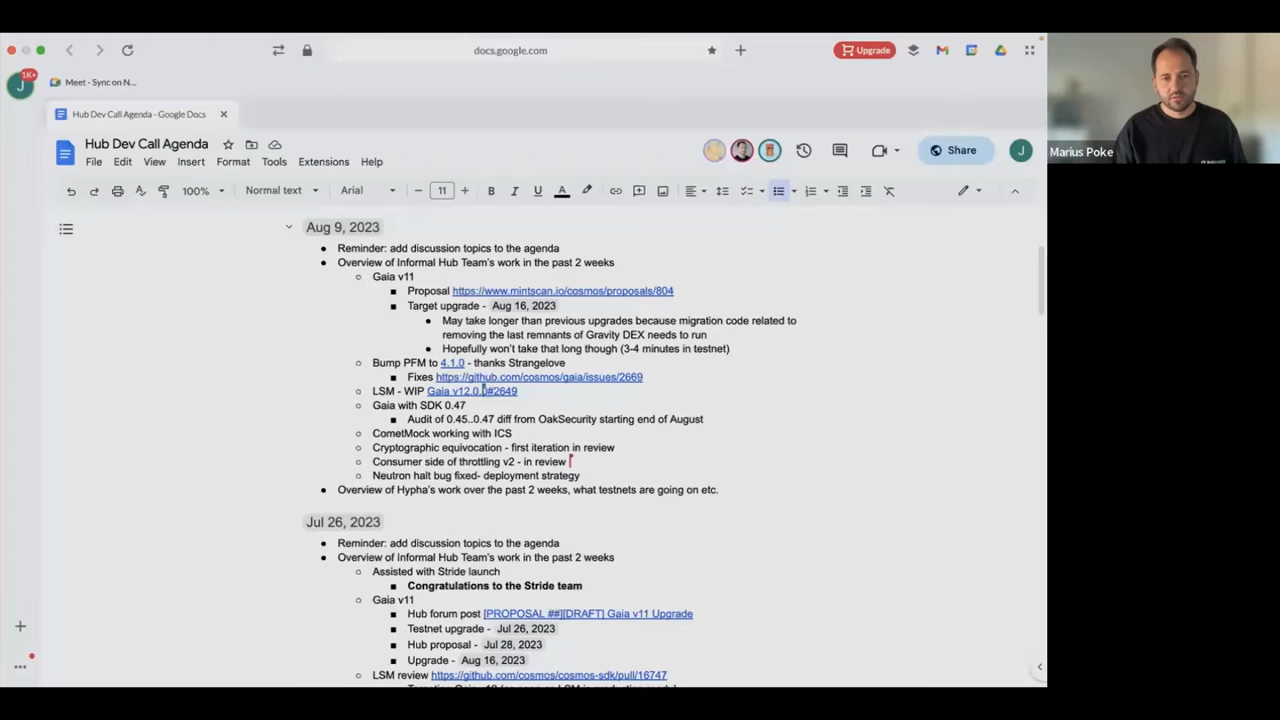 docs.google.com
Upgrade
1K+
J
Meet - Sync on N...
Hub Dev Call Agenda - Google Docs
Hub Dev Call Agenda
File Edit View Insert Format Tools Extensions Help
Share
J
100% Normal text Arial 11 B I U A
Aug 9, 2023
Reminder: add discussion topics to the agenda
Overview of Informal Hub Team's work in the past 2 weeks
Gaia v11
Proposal https://www.mintscan.io/cosmos/proposals/804
Target upgrade - Aug 16, 2023
May take longer than previous upgrades because migration code related to
removing the last remnants of Gravity DEX needs to run
Hopefully won't take that long though (3-4 minutes in testnet)
Bump PFM to 4.1.0 - thanks Strangelove
Fixes https://github.com/cosmos/gaia/issues/2669
LSM - WIP Gaia v12.0.0#2649
Gaia with SDK 0.47
Audit of 0.45..0.47 diff from OakSecurity starting end of August
CometMock working with ICS
Cryptographic equivocation - first iteration in review
Consumer side of throttling v2 - in review
Neutron halt bug fixed- deployment strategy
Overview of Hypha's work over the past 2 weeks, what testnets are going on etc.
Jul 26, 2023
Reminder: add discussion topics to the agenda
Overview of Informal Hub Team's work in the past 2 weeks
Assisted with Stride launch
Congratulations to the Stride team
Gaia v11
Hub forum post [PROPOSAL ##][DRAFT] Gaia v11 Upgrade
Testnet upgrade - Jul 26, 2023
Hub proposal - Jul 28, 2023
Upgrade - Aug 16, 2023
LSM review https://github.com/cosmos/cosmos-sdk/pull/16747
Marius Poke